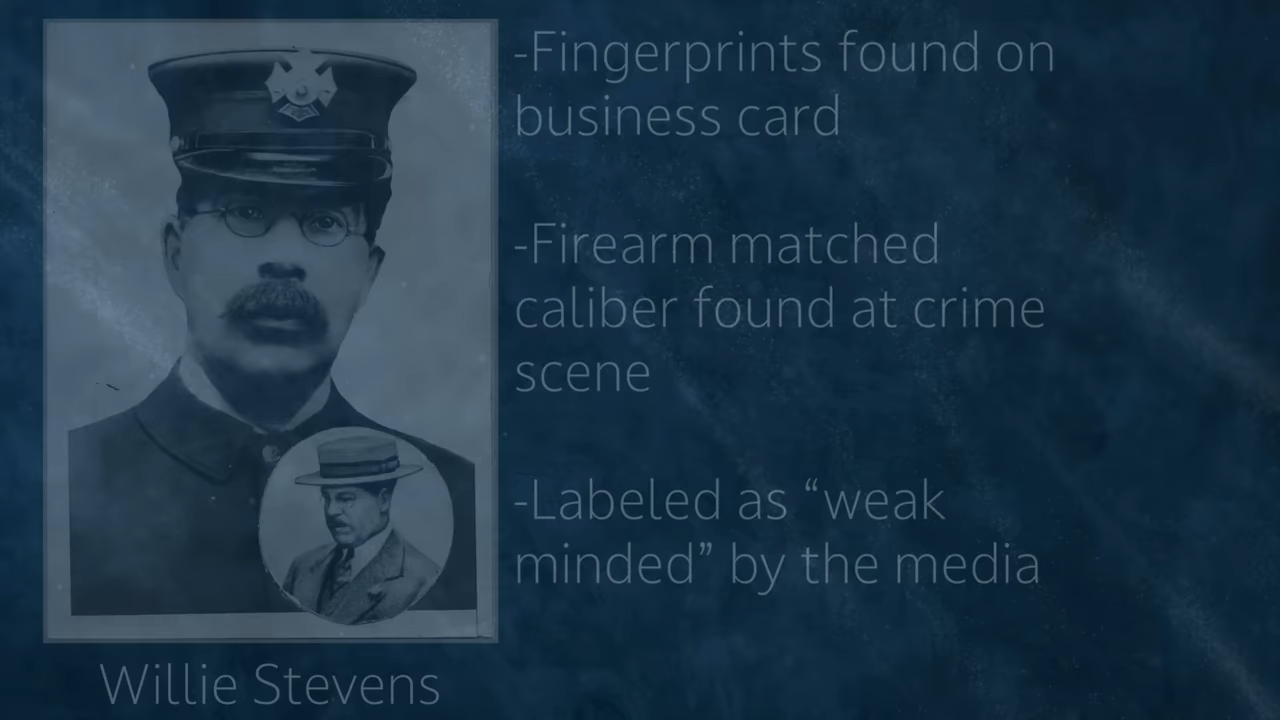 -Fingerprints found on
business card
-Firearm matched
caliber found at crime
scene
-Labeled as “weak
minded” by the media
Willie Stevens